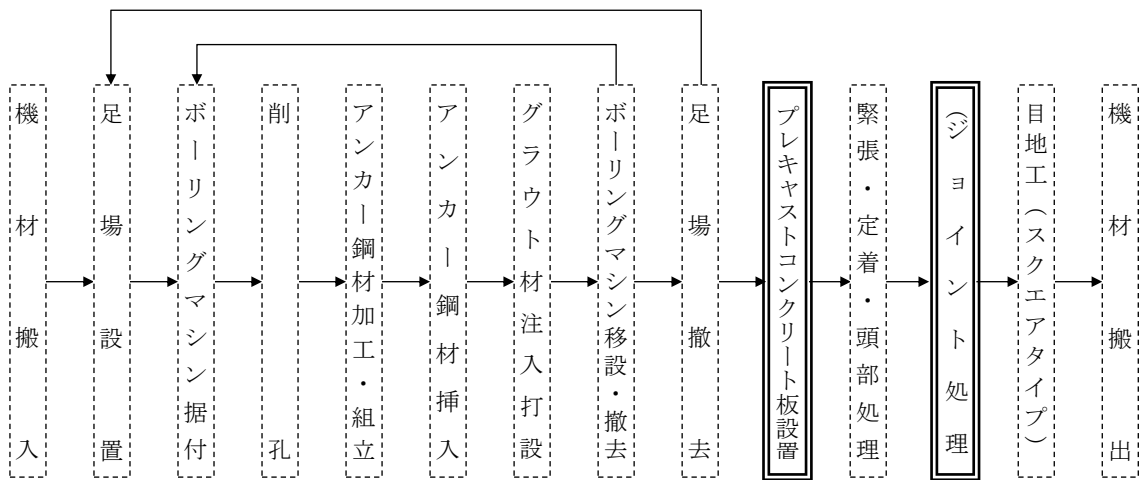 機材搬入
足場設置
ボーリングマシン据付
削孔
アンカー鋼材加工・組立
アンカー鋼材挿入
グラウト材注入打設
ボーリングマシン移設・撤去
足場撤去
プレキャストコンクリート板設置
緊張・定着・頭部処理
(ジョイント処理
目地工(スクエアタイプ)
機材搬出